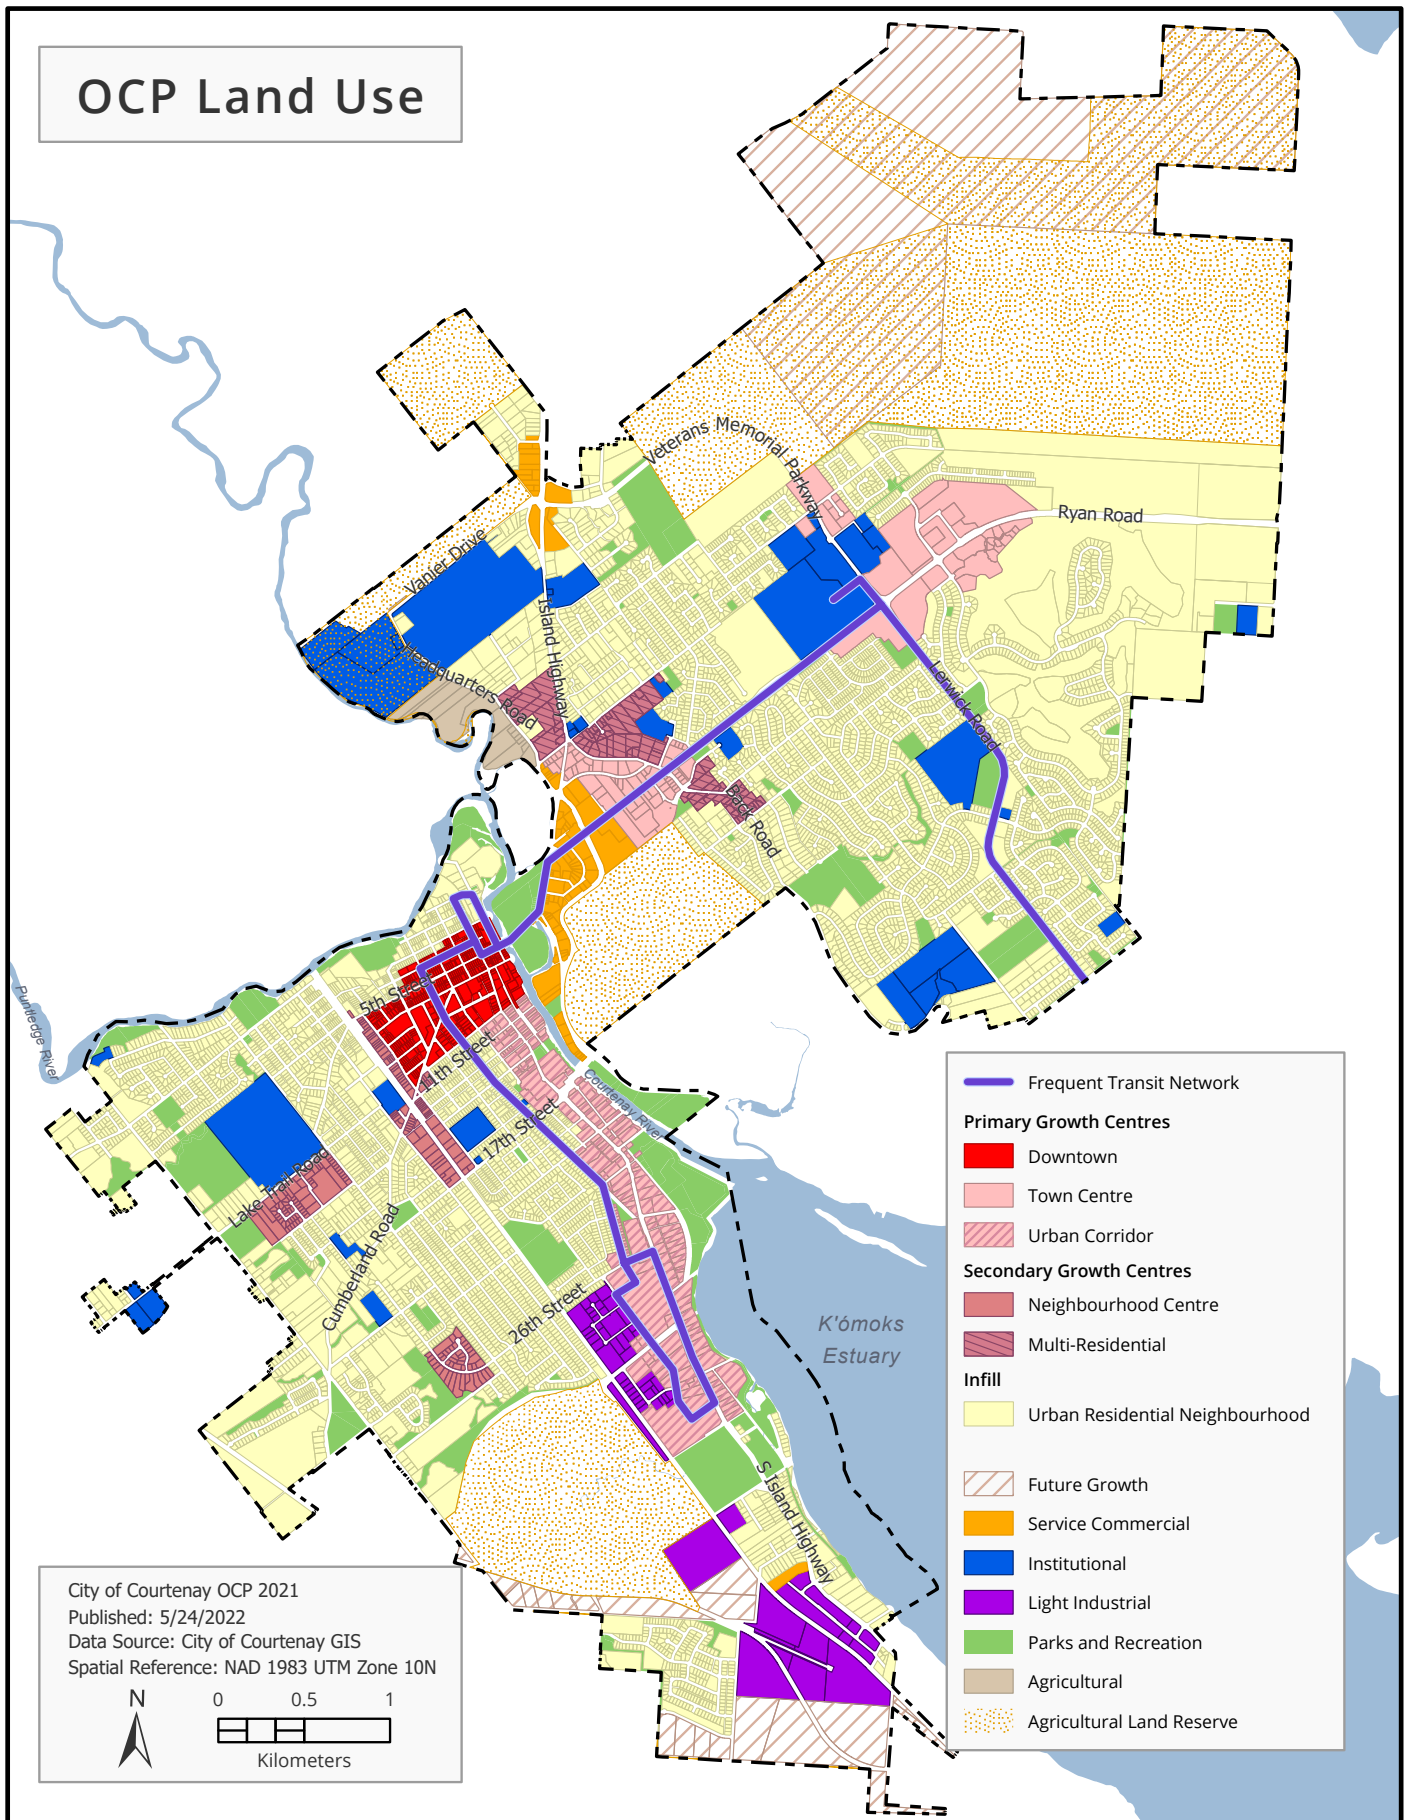 OCP Land Use
Veterans Memorial Parkway
Ryan Road
Vanier Drive
N Island Highway
Headquarters Road
Lerwick Road
Back Road
5th Street
11th Street
17th Street
Courtenay River
Puntledge River
Lake Trail Road
Cumberland Road
26th Street
K'ómoks
Estuary
S Island Highway
Frequent Transit Network
Primary Growth Centres
Downtown
Town Centre
Urban Corridor
Secondary Growth Centres
Neighbourhood Centre
Multi-Residential
Infill
Urban Residential Neighbourhood
Future Growth
Service Commercial
Institutional
Light Industrial
Parks and Recreation
Agricultural
Agricultural Land Reserve
City of Courtenay OCP 2021
Published: 5/24/2022
Data Source: City of Courtenay GIS
Spatial Reference: NAD 1983 UTM Zone 10N
N
0 0.5 1
Kilometers